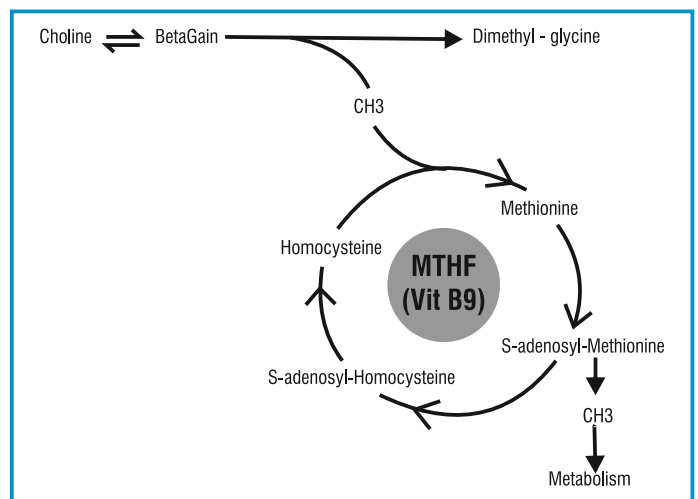 Choline BetaGain Dimethyl - glycine
CH3
Methionine
Homocysteine
MTHF
(Vit B9)
S-adenosyl-Methionine
S-adenosyl-Homocysteine
CH3
Metabolism